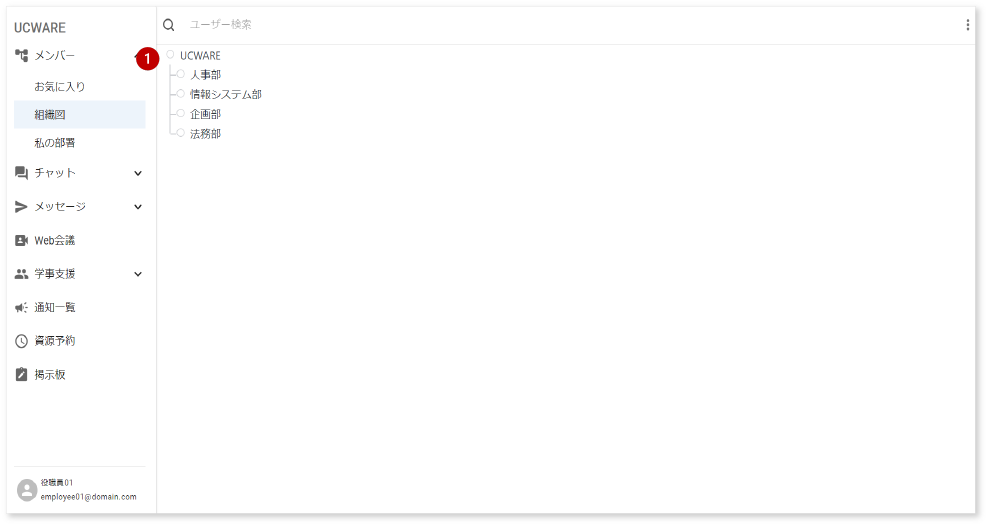 UCWARE
メンバー
お気に入り
組織図
私の部署
チャット
メッセージ
Web会議
学事支援
通知一覧
資源予約
掲示板
役職員01
employee01@domain.com
ユーザー検索
1
UCWARE
人事部
情報システム部
企画部
法務部